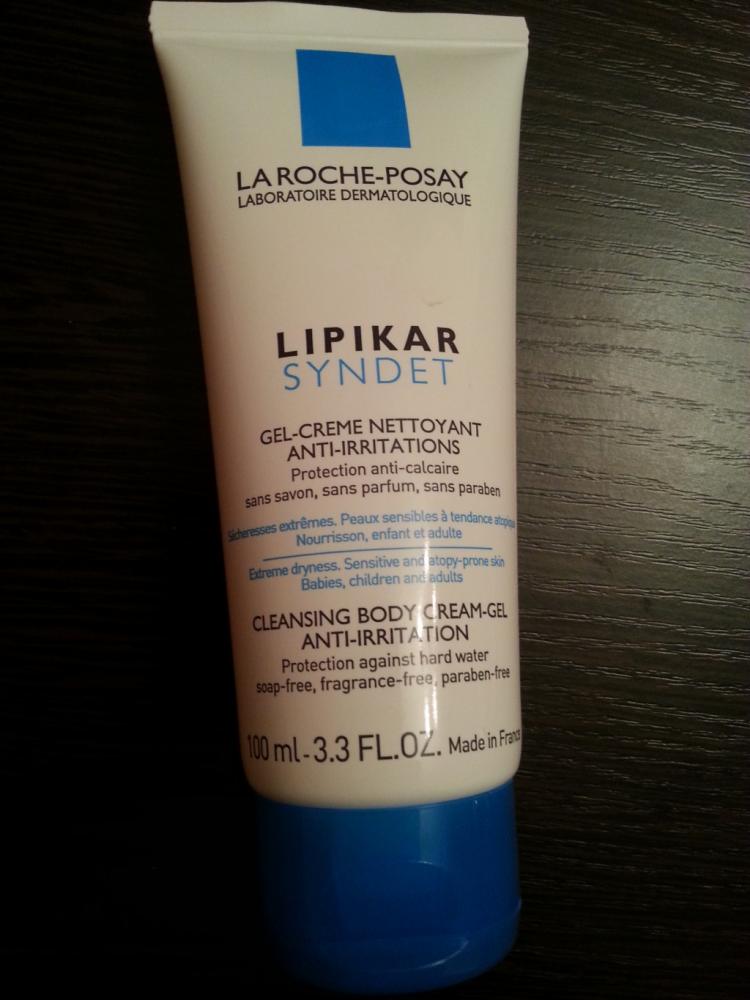 LA ROCHE-POSAY
LABORATOIRE DERMATOLOGIQUE
LIPIKAR
SYNDET
GEL-CREME NETTOYANT
ANTI-IRRITATIONS
Protection anti-calcaire
sans savon, sans parfum, sans paraben
Sécheresses extrêmes. Peaux sensibles à tendance atopique
Nourrisson, enfant et adulte
Extreme dryness. Sensitive and atopy-prone skin
Babies, children and adults
CLEANSING BODY CREAM-GEL
ANTI-IRRITATION
Protection against hard water
soap-free, fragrance-free, paraben-free
100 ml - 3.3 FL.OZ. Made in France